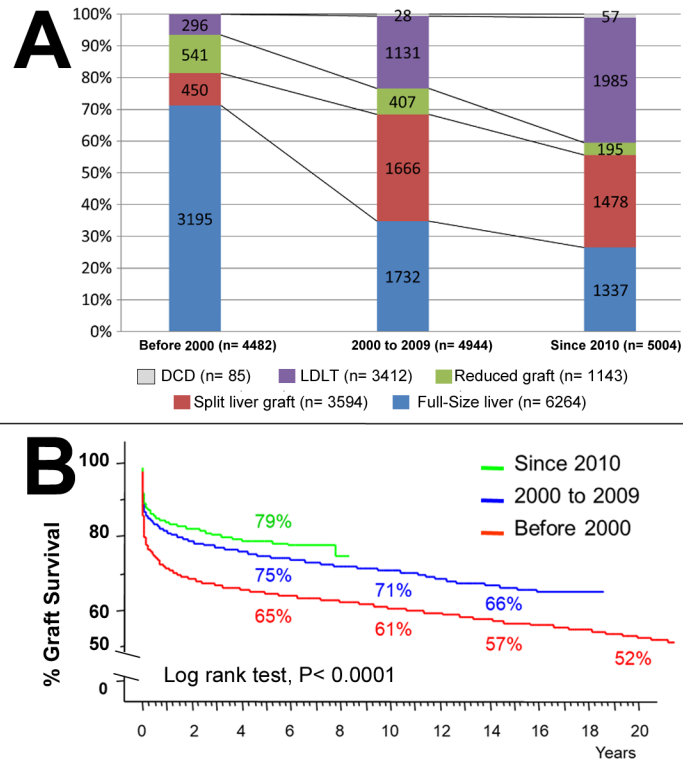 A
100%
90%
80%
70%
60%
50%
40%
30%
20%
10%
0%
296
541
450
3195
28
1131
407
1666
1732
57
1985
195
1478
1337
Before 2000 (n= 4482)
2000 to 2009 (n= 4944)
Since 2010 (n= 5004)
DCD (n= 85)
LDLT (n= 3412)
Reduced graft (n= 1143)
Split liver graft (n= 3594)
Full-Size liver (n= 6264)
B
% Graft Survival
100
80
60
50
0
Since 2010
2000 to 2009
Before 2000
79%
75%
71%
66%
65%
61%
57%
52%
Log rank test, P< 0.0001
0 2 4 6 8 10 12 14 16 18 20
Years